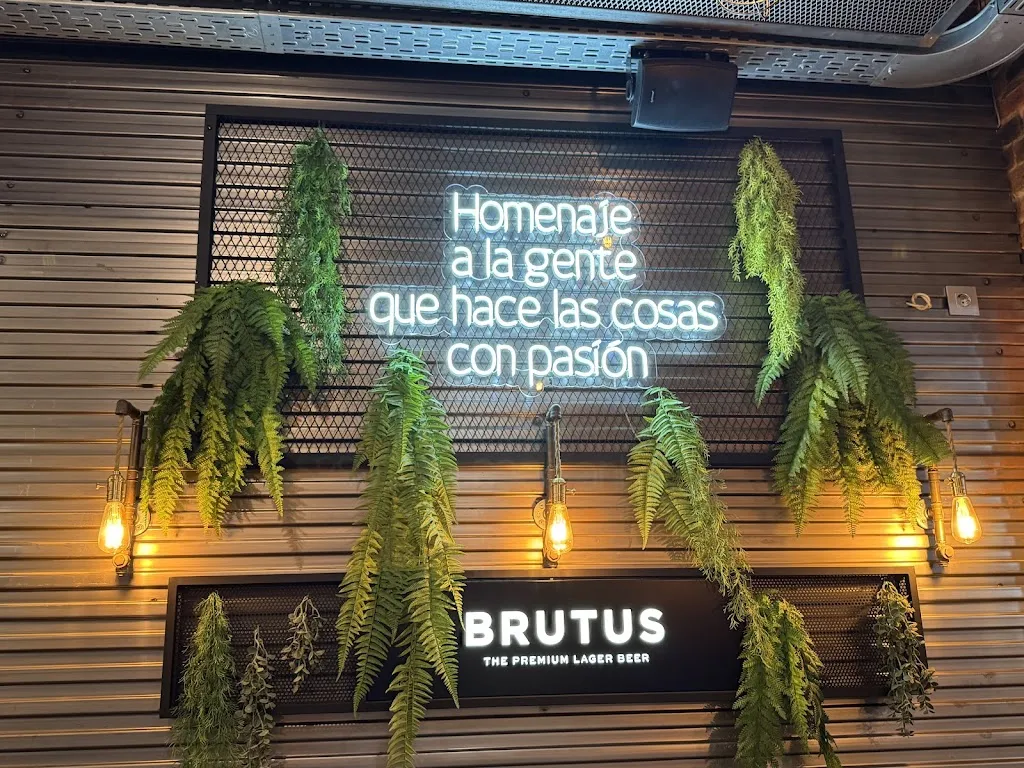 Homenaje
a la gente
que hace las cosas
con pasión
BRUTUS
THE PREMIUM LAGER BEER